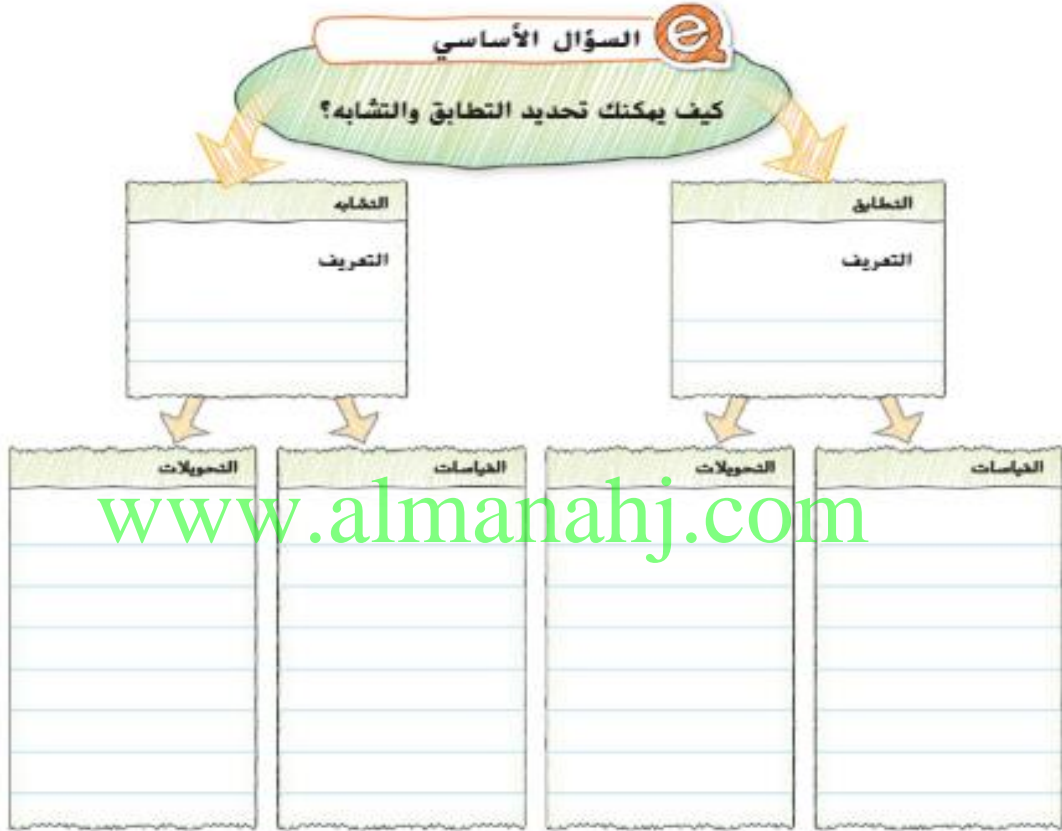 السؤال الأساسي
كيف يمكنك تحديد التطابق والتشابه؟
التطابق
التعريف
التشابه
التعريف
القياسات
التحويلات
القياسات
التحويلات
www.almanahj.com